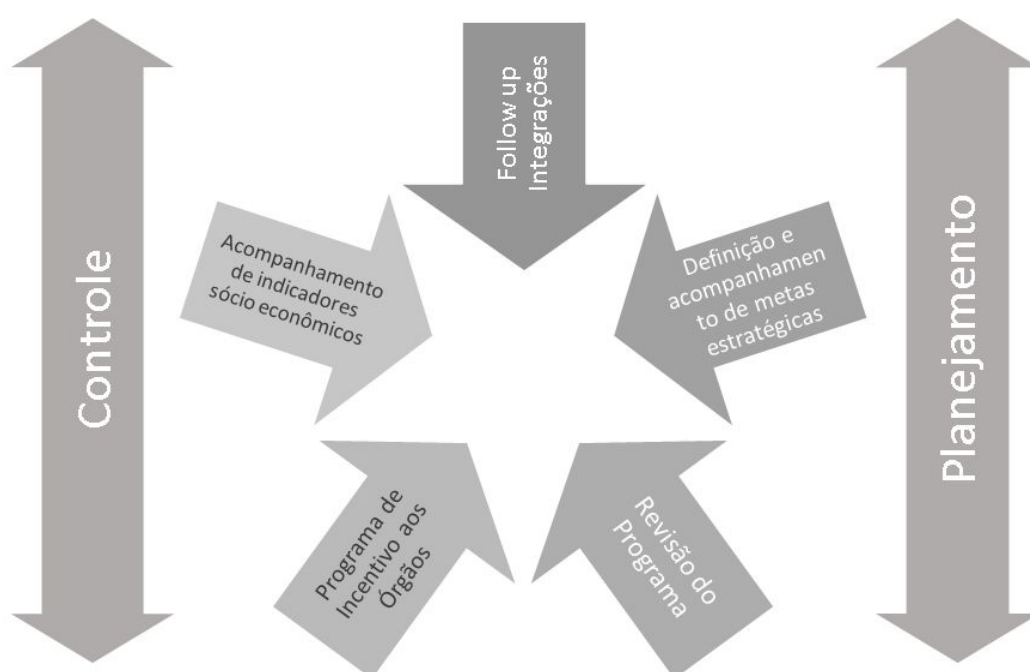 Controle
Follow up
Integrações
Planejamento
Acompanhamento
de indicadores
sócio econômicos
Definição e
acompanhamen
to de metas
estratégicas
Programa de
Incentivo aos
Órgãos
Revisão do
Programa